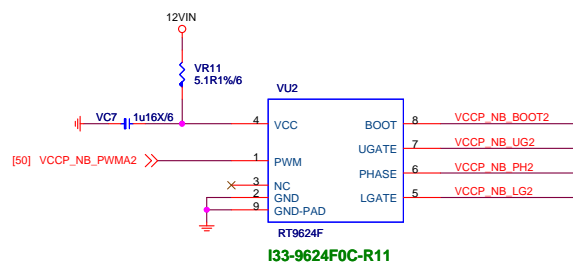 12VIN
VR11
5.1R1%/6
VU2
VC7 1u16X/6
4 VCC BOOT 8 VCCP_NB_BOOT2
UGATE 7 VCCP_NB_UG2
[50] VCCP_NB_PWMA2 1 PWM
PHASE 6 VCCP_NB_PH2
3 NC
2 GND LGATE 5 VCCP_NB_LG2
9 GND-PAD
RT9624F
I33-9624F0C-R11